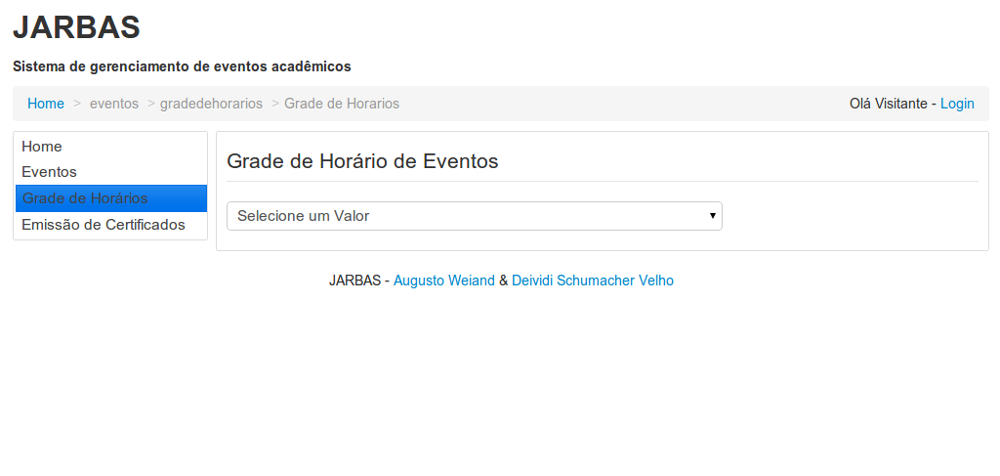 JARBAS
Sistema de gerenciamento de eventos acadêmicos
Home > eventos > gradedehorarios > Grade de Horarios
Olá Visitante - Login
Home
Eventos
Grade de Horários
Emissão de Certificados
Grade de Horário de Eventos
Selecione um Valor
JARBAS - Augusto Weiand & Deividi Schumacher Velho